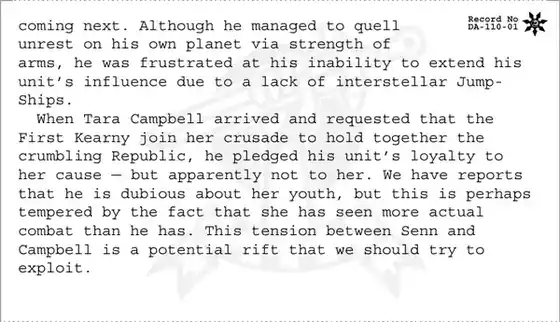 coming next. Although he managed to quell
unrest on his own planet via strength of
arms, he was frustrated at his inability to extend his
unit's influence due to a lack of interstellar Jump-
Ships.
When Tara Campbell arrived and requested that the
First Kearny join her crusade to hold together the
crumbling Republic, he pledged his unit's loyalty to
her cause — but apparently not to her. We have reports
that he is dubious about her youth, but this is perhaps
tempered by the fact that she has seen more actual
combat than he has. This tension between Senn and
Campbell is a potential rift that we should try to
exploit.
Record No
DA-110-01